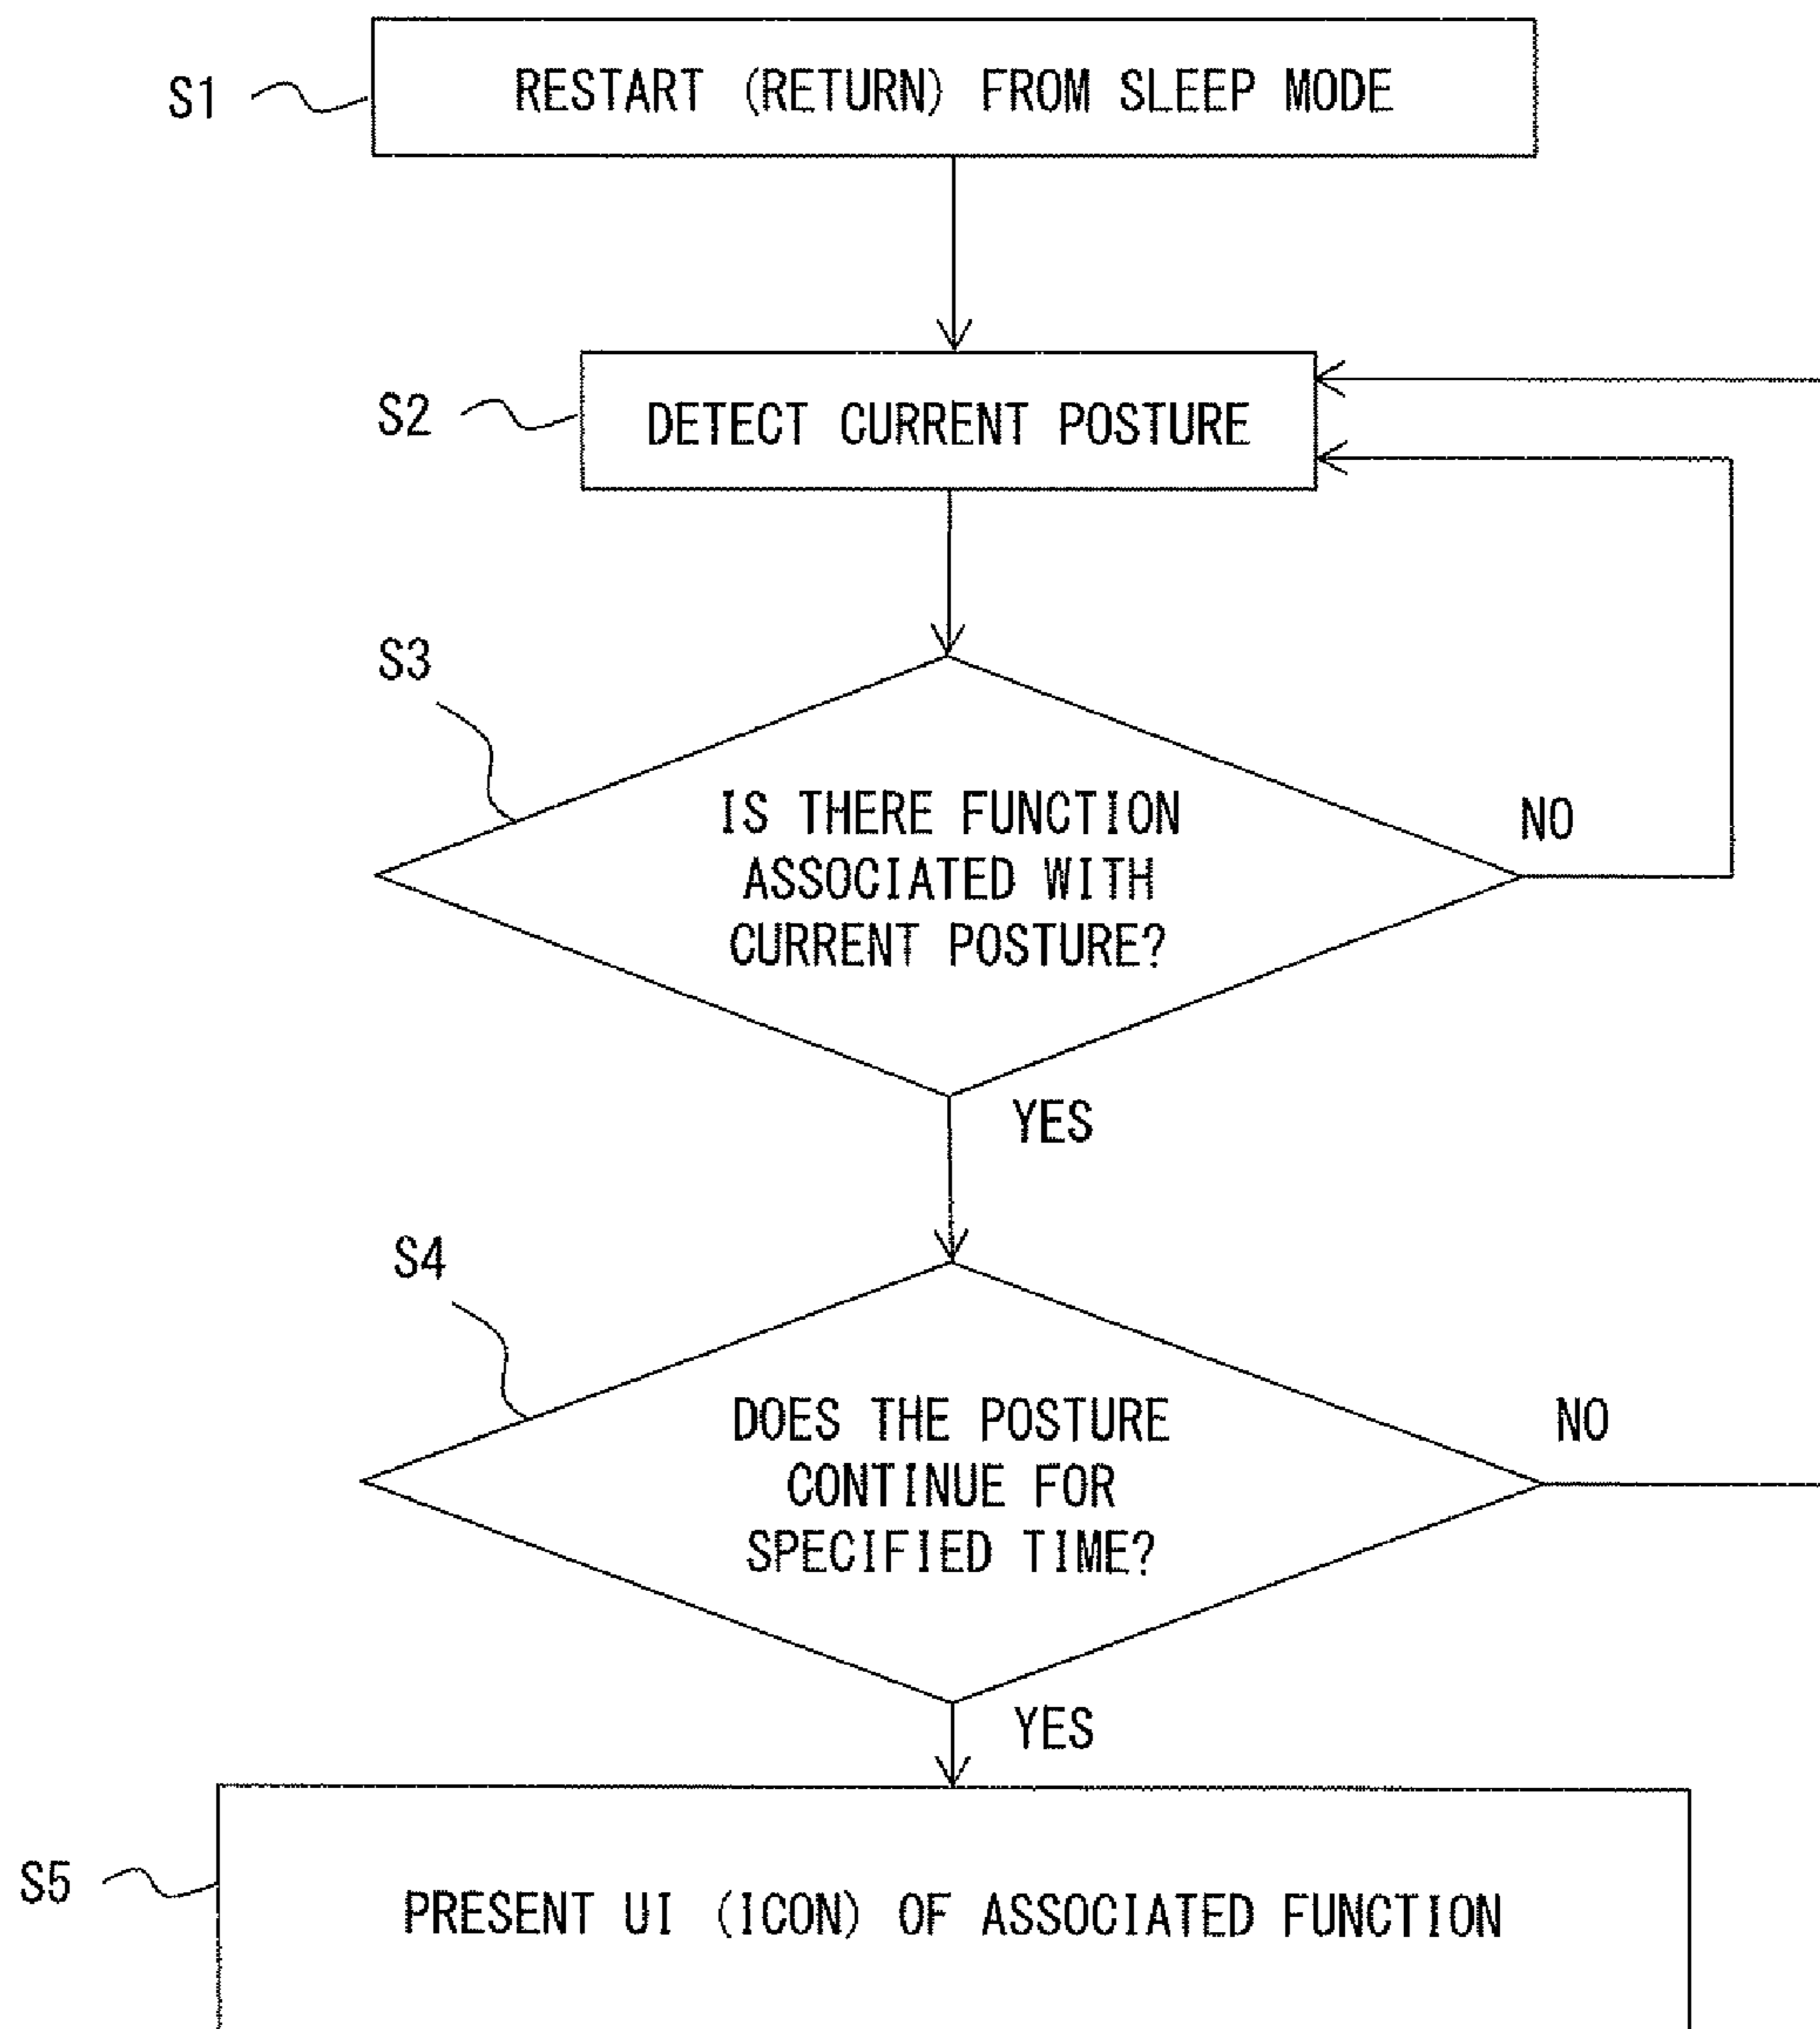 S1
RESTART (RETURN) FROM SLEEP MODE
S2
DETECT CURRENT POSTURE
S3
IS THERE FUNCTION
ASSOCIATED WITH
CURRENT POSTURE?
NO
YES
S4
DOES THE POSTURE
CONTINUE FOR
SPECIFIED TIME?
NO
YES
S5
PRESENT UI (ICON) OF ASSOCIATED FUNCTION